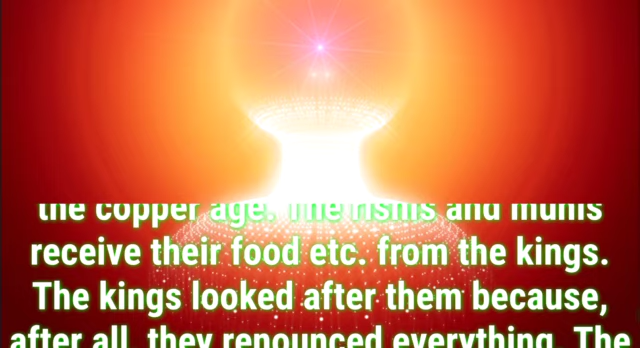 the copper age. The rishis and munis
receive their food etc. from the kings.
The kings looked after them because,
after all, they renounced everything. The